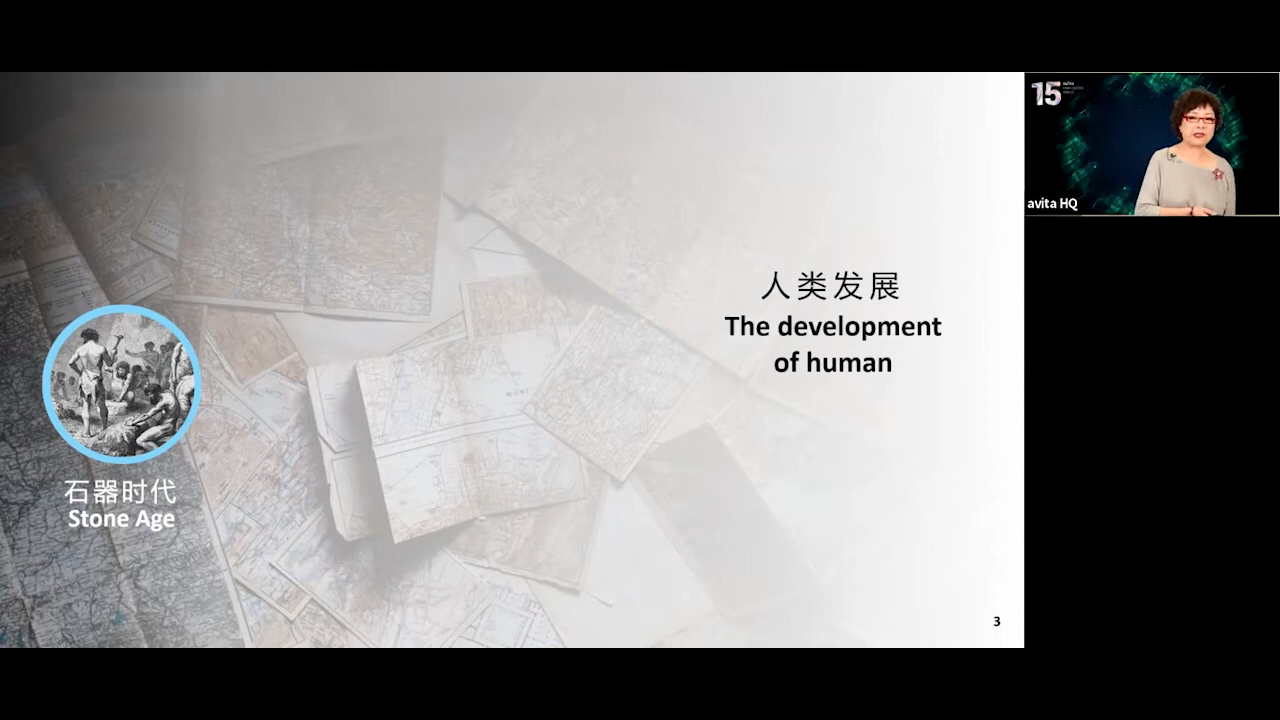 人类发展
The development
of human
石器时代
Stone Age
3
15
avita HQ